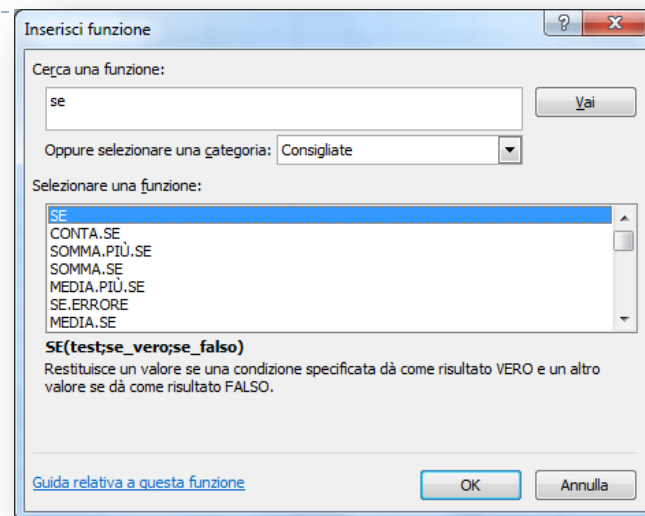 Inserisci funzione
Cerca una funzione:
se
Vai
Oppure selezionare una categoria: Consigliate
Selezionare una funzione:
SE
CONTA.SE
SOMMA.PIÙ.SE
SOMMA.SE
MEDIA.PIÙ.SE
SE.ERRORE
MEDIA.SE
SE(test;se_vero;se_falso)
Restituisce un valore se una condizione specificata dà come risultato VERO e un altro
valore se dà come risultato FALSO.
Guida relativa a questa funzione
OK
Annulla